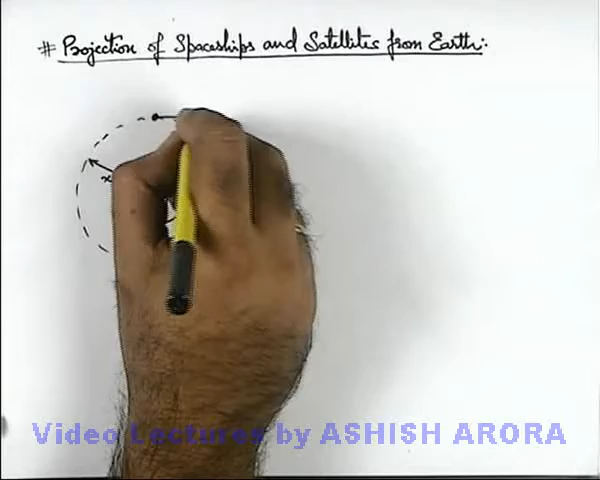 # Projection of Spaceships and Satellites from Earth:
x
Video Lectures by ASHISH ARORA